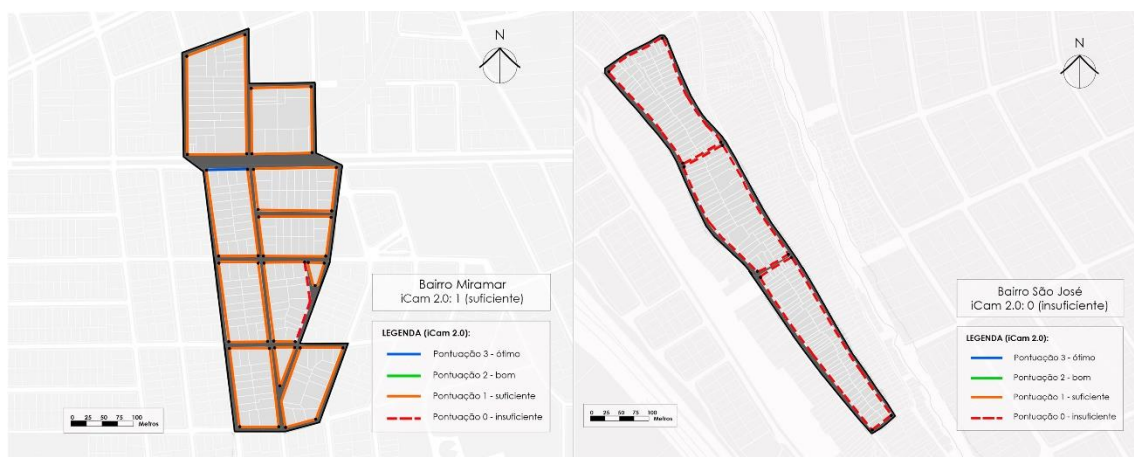 N
Bairro Miramar
iCam 2.0: 1 (suficiente)
LEGENDA (iCam 2.0):
Pontuação 3 - ótimo
Pontuação 2 - bom
Pontuação 1 - suficiente
Pontuação 0 - insuficiente
0 25 50 75 100
Metros
N
Bairro São José
iCam 2.0: 0 (insuficiente)
LEGENDA (iCam 2.0):
Pontuação 3 - ótimo
Pontuação 2 - bom
Pontuação 1 - suficiente
Pontuação 0 - insuficiente
0 25 50 75 100
Metros